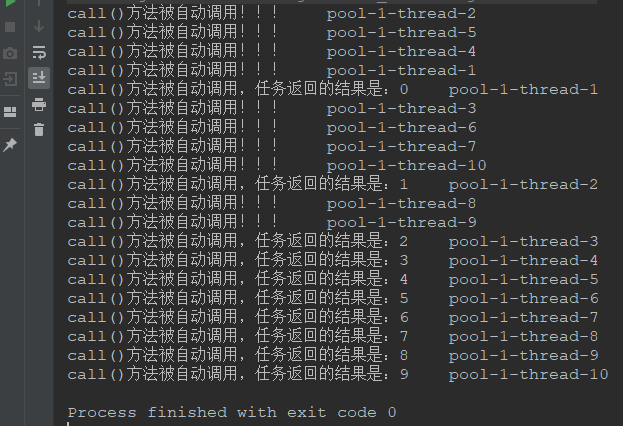 call()方法被自动调用!!! pool-1-thread-2
call()方法被自动调用!!! pool-1-thread-5
call()方法被自动调用!!! pool-1-thread-4
call()方法被自动调用!!! pool-1-thread-1
call()方法被自动调用,任务返回的结果是:0 pool-1-thread-1
call()方法被自动调用!!! pool-1-thread-3
call()方法被自动调用!!! pool-1-thread-6
call()方法被自动调用!!! pool-1-thread-7
call()方法被自动调用!!! pool-1-thread-10
call()方法被自动调用,任务返回的结果是:1 pool-1-thread-2
call()方法被自动调用!!! pool-1-thread-8
call()方法被自动调用!!! pool-1-thread-9
call()方法被自动调用,任务返回的结果是:2 pool-1-thread-3
call()方法被自动调用,任务返回的结果是:3 pool-1-thread-4
call()方法被自动调用,任务返回的结果是:4 pool-1-thread-5
call()方法被自动调用,任务返回的结果是:5 pool-1-thread-6
call()方法被自动调用,任务返回的结果是:6 pool-1-thread-7
call()方法被自动调用,任务返回的结果是:7 pool-1-thread-8
call()方法被自动调用,任务返回的结果是:8 pool-1-thread-9
call()方法被自动调用,任务返回的结果是:9 pool-1-thread-10
Process finished with exit code 0